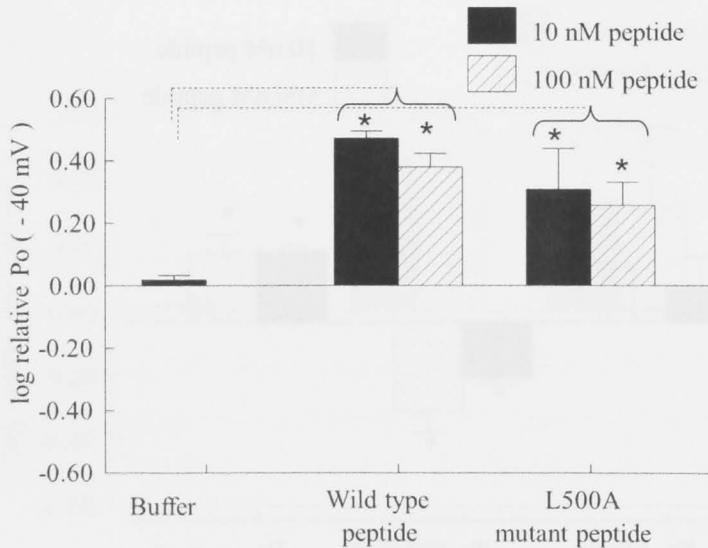 10 nM peptide
100 nM peptide
log relative Po ( - 40 mV )
0.60
0.40
0.20
0.00
-0.20
-0.40
-0.60
* * * *
Buffer
Wild type
peptide
L500A
mutant peptide